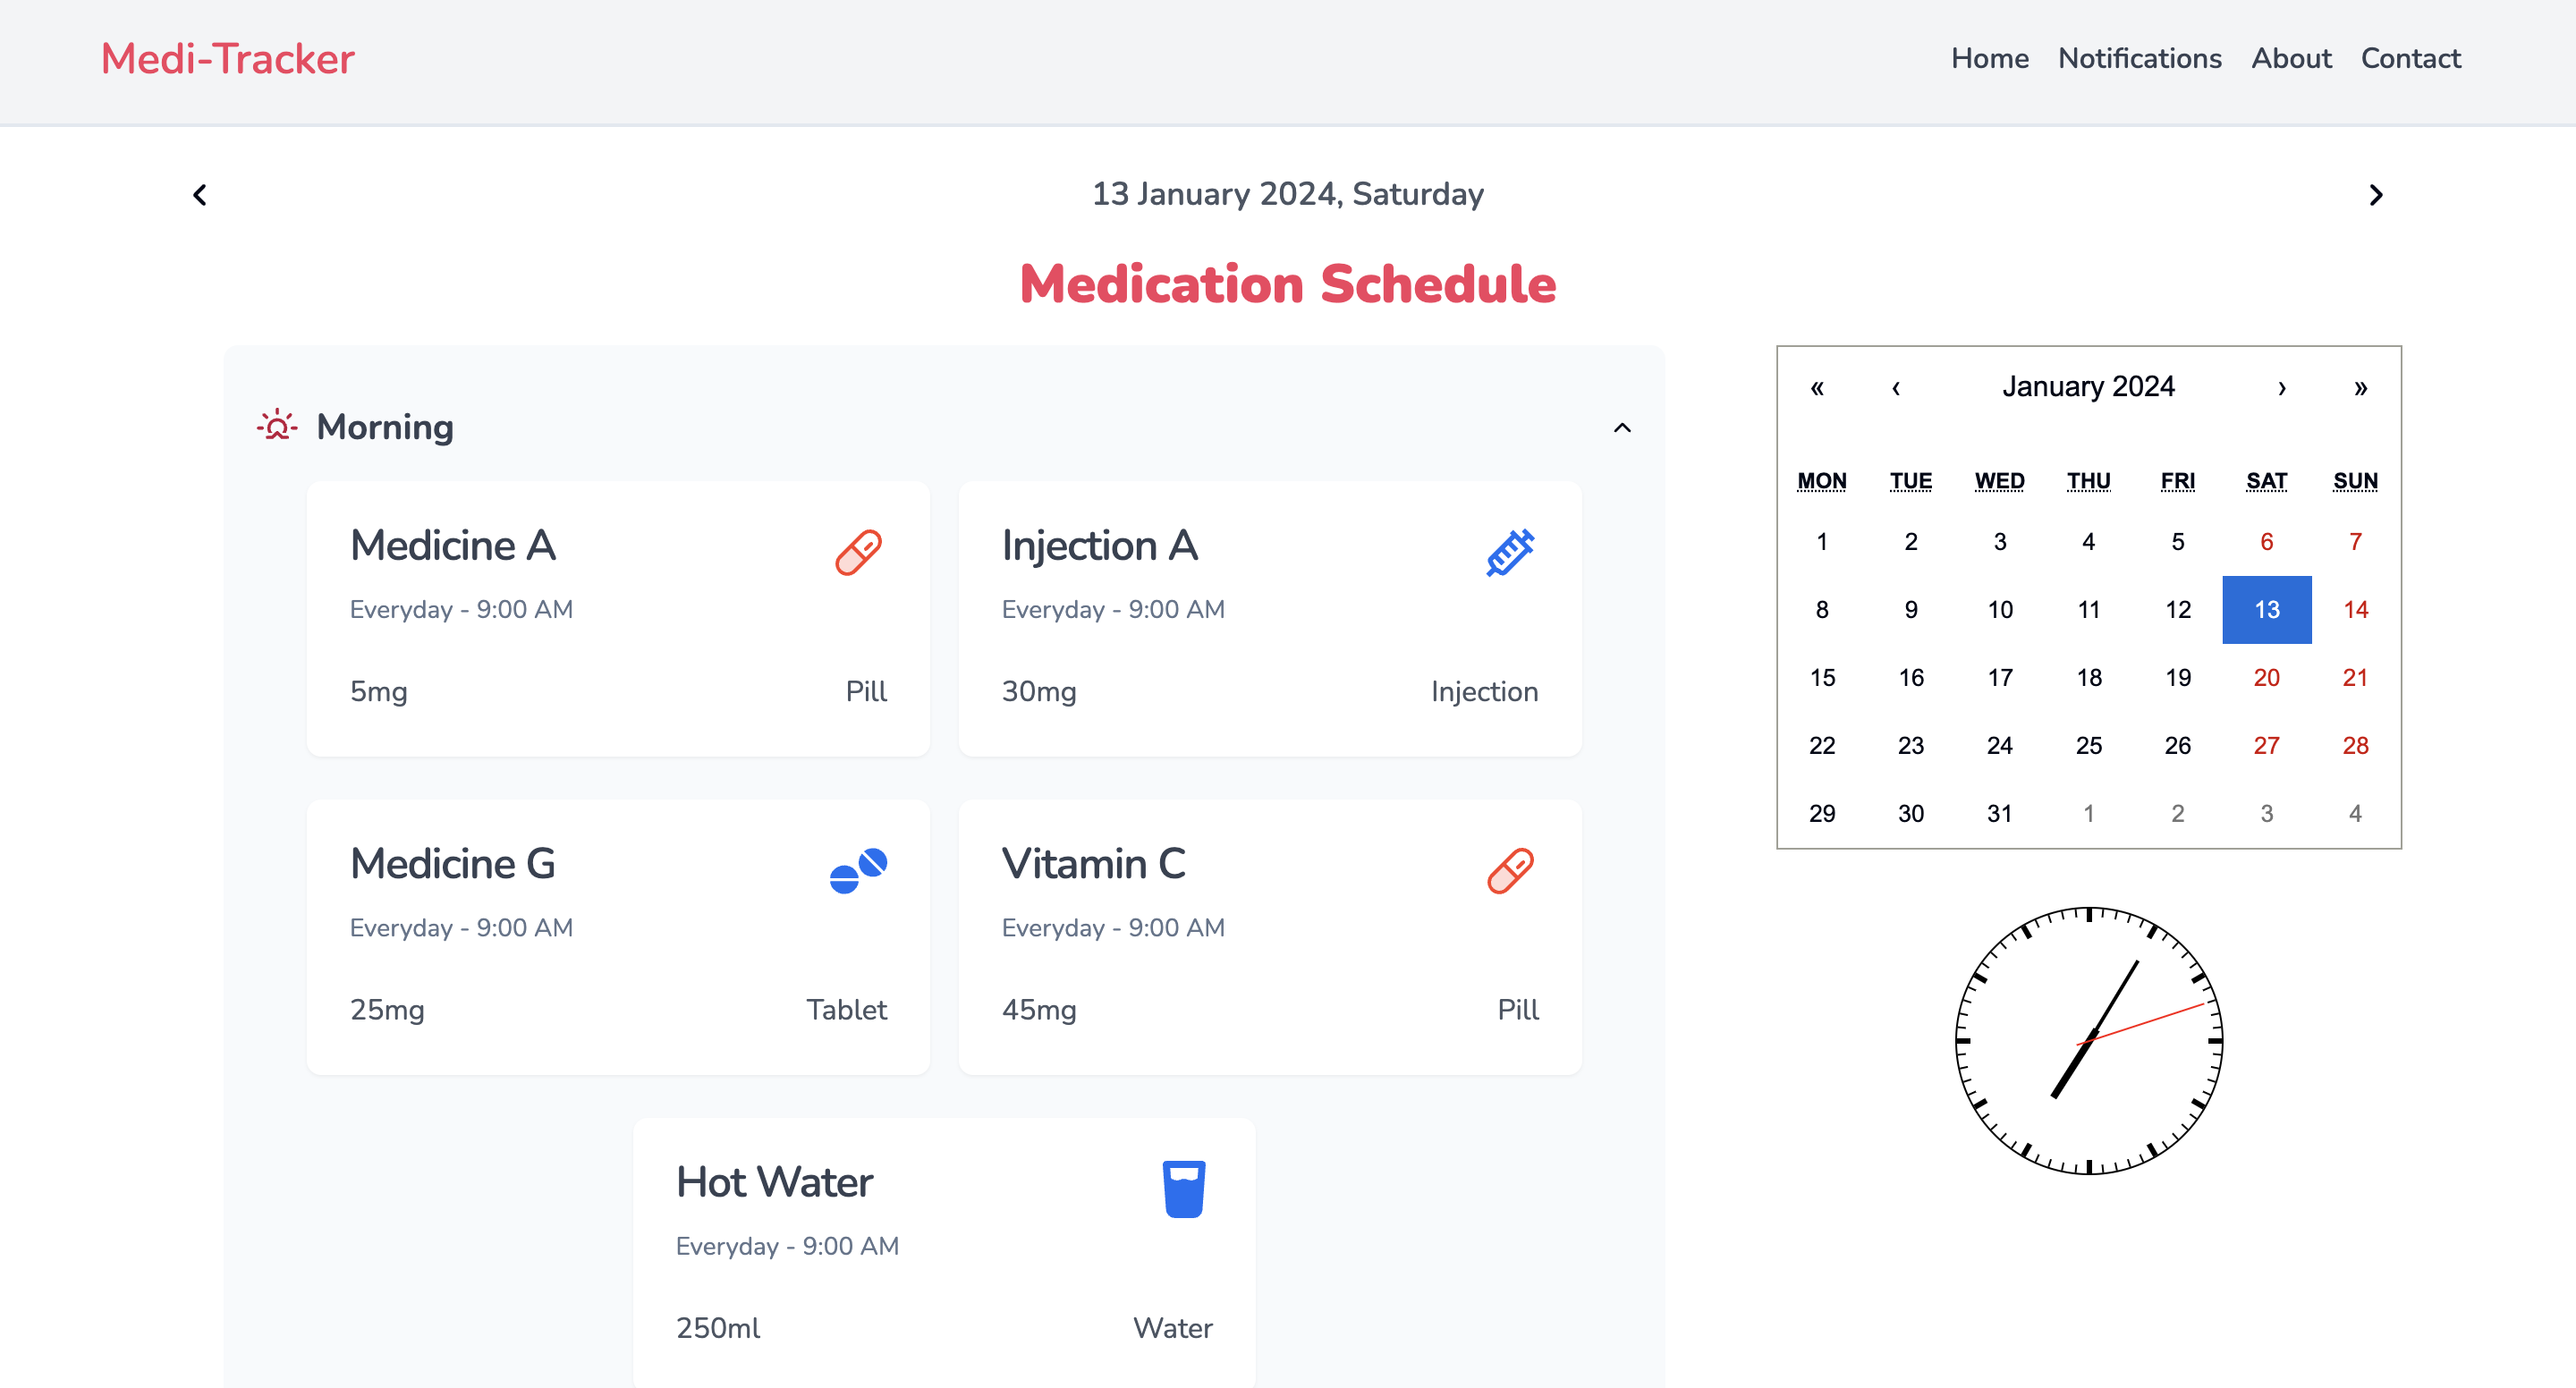 Medi-Tracker
Home Notifications About Contact
13 January 2024, Saturday
Medication Schedule
Morning
Medicine A
Everyday - 9:00 AM
5mg Pill
Injection A
Everyday - 9:00 AM
30mg Injection
Medicine G
Everyday - 9:00 AM
25mg Tablet
Vitamin C
Everyday - 9:00 AM
45mg Pill
Hot Water
Everyday - 9:00 AM
250ml Water
« ‹ January 2024 › »
MON TUE WED THU FRI SAT SUN
1 2 3 4 5 6 7
8 9 10 11 12 13 14
15 16 17 18 19 20 21
22 23 24 25 26 27 28
29 30 31 1 2 3 4